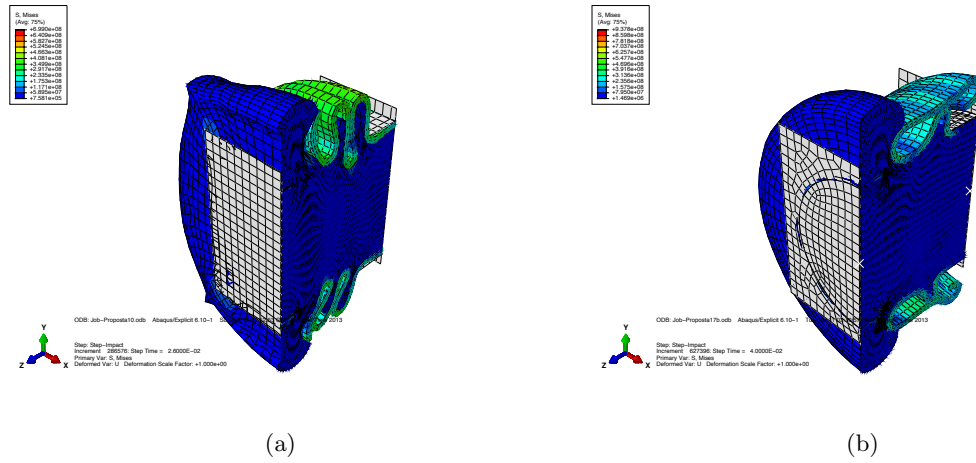 S, Mises
(Avg: 75%)
+6.990e+08
+6.409e+08
+5.827e+08
+5.245e+08
+4.663e+08
+4.081e+08
+3.499e+08
+2.917e+08
+2.335e+08
+1.753e+08
+1.171e+08
+5.895e+07
+7.581e+05
ODB: Job-Proposta10.odb Abaqus/Explicit 6.10-1 2013
Y
Z X
Step: Step-Impact
Increment 286576: Step Time = 2.6000E-02
Primary Var: S, Mises
Deformed Var: U Deformation Scale Factor: +1.000e+00
(a)
S, Mises
(Avg: 75%)
+9.378e+08
+8.598e+08
+7.818e+08
+7.037e+08
+6.257e+08
+5.477e+08
+4.696e+08
+3.916e+08
+3.136e+08
+2.356e+08
+1.575e+08
+7.950e+07
+1.469e+06
ODB: Job-Proposta17b.odb Abaqus/Explicit 6.10-1 2013
Y
Z X
Step: Step-Impact
Increment 627396: Step Time = 4.0000E-02
Primary Var: S, Mises
Deformed Var: U Deformation Scale Factor: +1.000e+00
(b)